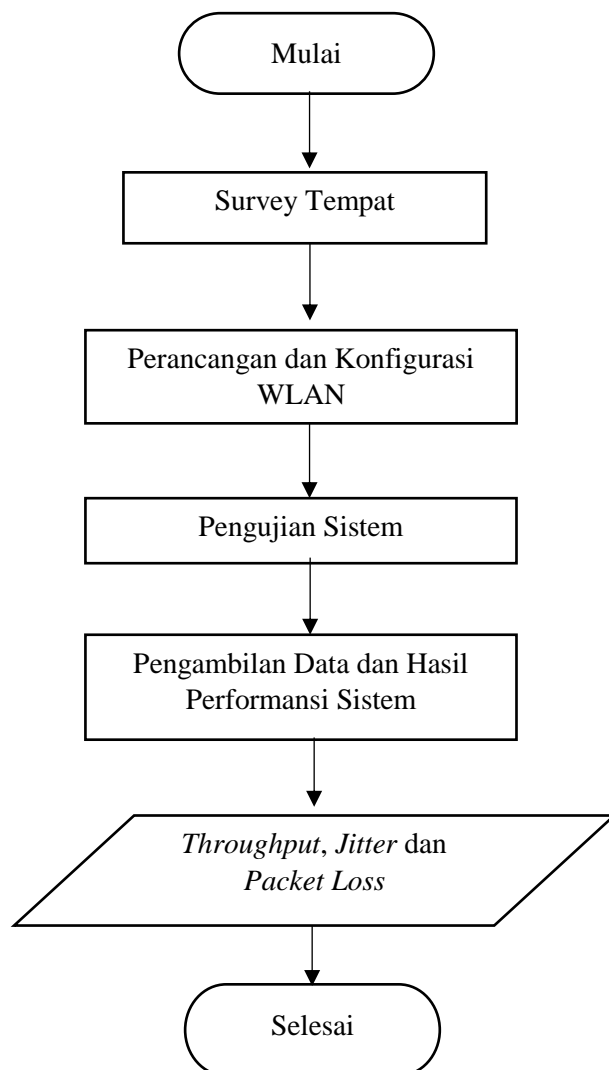 Mulai
Survey Tempat
Perancangan dan Konfigurasi
WLAN
Pengujian Sistem
Pengambilan Data dan Hasil
Performansi Sistem
Throughput, Jitter dan
Packet Loss
Selesai